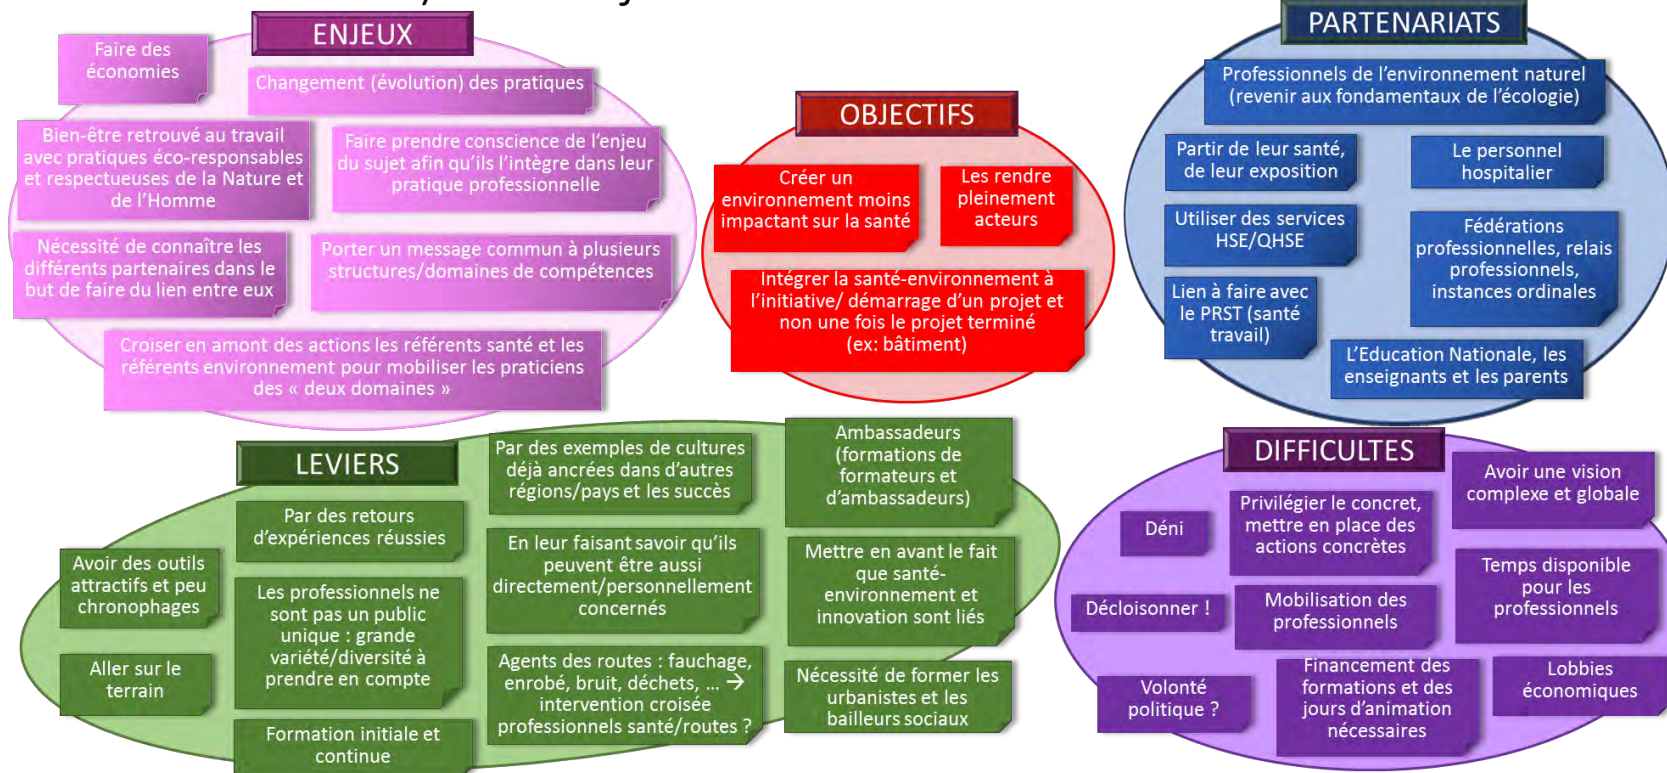 ENJEUX
Faire des
économies
Changement (évolution) des pratiques
Bien-être retrouvé au travail
avec pratiques éco-responsables
et respectueuses de la Nature et
de l'Homme
Faire prendre conscience de l'enjeu
du sujet afin qu'ils l'intègre dans leur
pratique professionnelle
Nécessité de connaître les
différents partenaires dans le
but de faire du lien entre eux
Porter un message commun à plusieurs
structures/domaines de compétences
Croiser en amont des actions les référents santé et les
référents environnement pour mobiliser les praticiens
des « deux domaines »
OBJECTIFS
Créer un
environnement moins
impactant sur la santé
Les rendre
pleinement
acteurs
Intégrer la santé-environnement à
l'initiative/ démarrage d'un projet et
non une fois le projet terminé
(ex: bâtiment)
PARTENARIATS
Professionnels de l'environnement naturel
(revenir aux fondamentaux de l'écologie)
Partir de leur santé,
de leur exposition
Le personnel
hospitalier
Utiliser des services
HSE/QHSE
Fédérations
professionnelles, relais
professionnels,
instances ordinales
Lien à faire avec
le PRST (santé
travail)
L'Education Nationale, les
enseignants et les parents
LEVIERS
Par des exemples de cultures
déjà ancrées dans d'autres
régions/pays et les succès
Ambassadeurs
(formations de
formateurs et
d'ambassadeurs)
Par des retours
d'expériences réussies
Avoir des outils
attractifs et peu
chronophages
En leur faisant savoir qu'ils
peuvent être aussi
directement/personnellement
concernés
Mettre en avant le fait
que santé-
environnement et
innovation sont liés
Les professionnels ne
sont pas un public
unique : grande
variété/diversité à
prendre en compte
Aller sur le
terrain
Agents des routes : fauchage,
enrobé, bruit, déchets, … →
intervention croisée
professionnels santé/routes ?
Nécessité de former les
urbanistes et les
bailleurs sociaux
Formation initiale et
continue
DIFFICULTES
Avoir une vision
complexe et globale
Privilégier le concret,
mettre en place des
actions concrètes
Déni
Temps disponible
pour les
professionnels
Décloisonner !
Mobilisation des
professionnels
Volonté
politique ?
Financement des
formations et des
jours d'animation
nécessaires
Lobbies
économiques